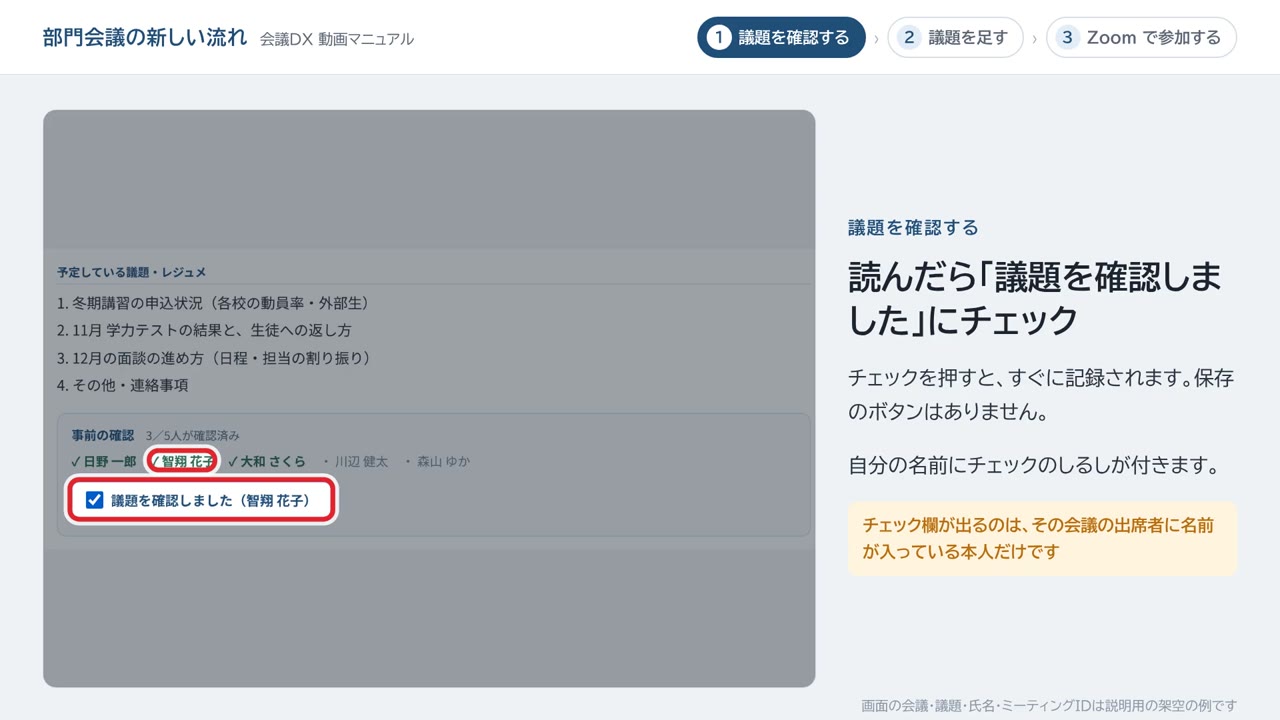 部門会議の新しい流れ 会議DX 動画マニュアル
1 議題を確認する › 2 議題を足す › 3 Zoom で参加する
予定している議題・レジュメ
1. 冬期講習の申込状況（各校の動員率・外部生）
2. 11月 学力テストの結果と、生徒への返し方
3. 12月の面談の進め方（日程・担当の割り振り）
4. その他・連絡事項
事前の確認 3／5人が確認済み
✓日野 一郎 ✓智翔 花子 ✓大和 さくら ・川辺 健太 ・森山 ゆか
議題を確認しました（智翔 花子）
議題を確認する
読んだら「議題を確認しま
した」にチェック
チェックを押すと、すぐに記録されます。保存
のボタンはありません。
自分の名前にチェックのしるしが付きます。
チェック欄が出るのは、その会議の出席者に名前
が入っている本人だけです
画面の会議・議題・氏名・ミーティングIDは説明用の架空の例です